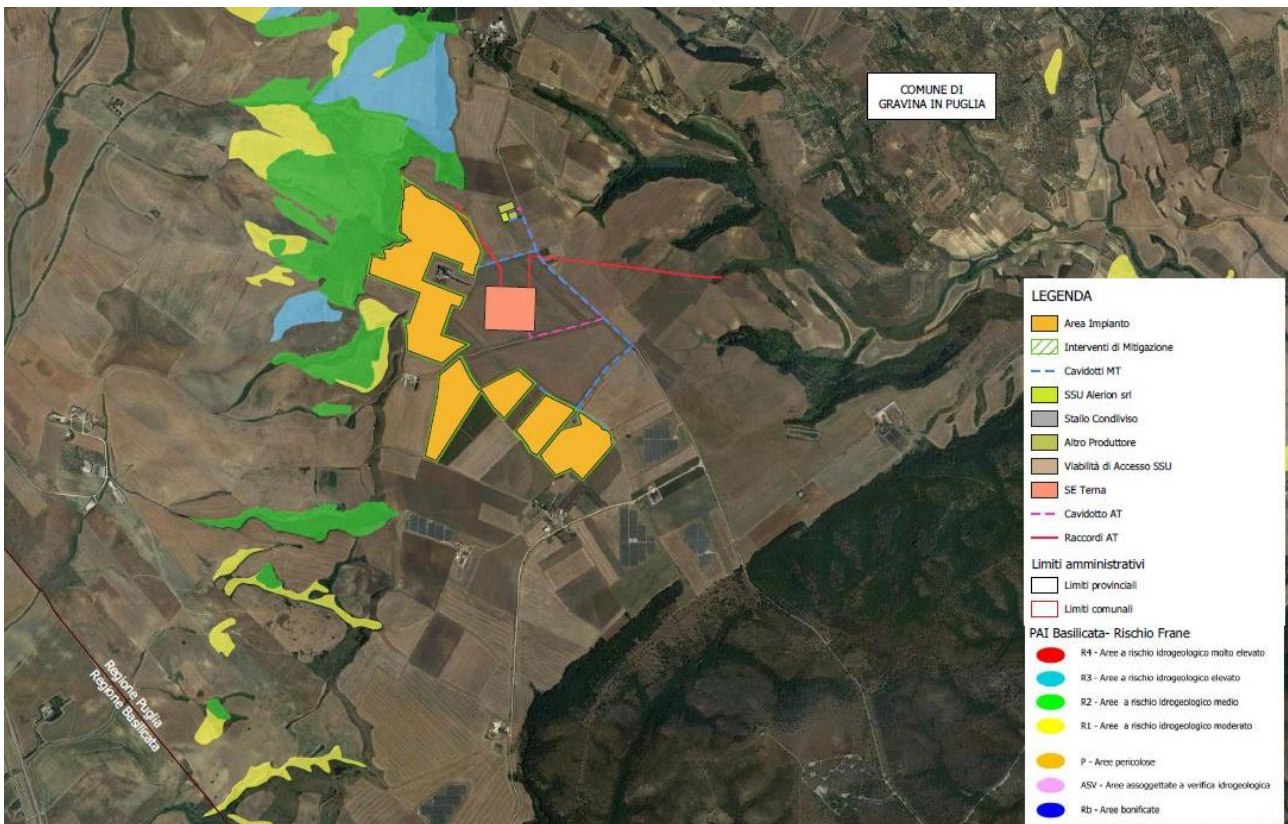 COMUNE DI
GRAVINA IN PUGLIA
LEGENDA
Area Impianto
Interventi di Mitigazione
Cavidotti MT
SSU Alerion srl
Stallo Condiviso
Altro Produttore
Viabilità di Accesso SSU
SE Terna
Cavidotto AT
Raccordi AT
Limiti amministrativi
Limiti provinciali
Limiti comunali
PAI Basilicata- Rischio Frane
R4 - Aree a rischio idrogeologico molto elevato
R3 - Aree a rischio idrogeologico elevato
R2 - Aree a rischio idrogeologico medio
R1 - Aree a rischio idrogeologico moderato
P - Aree pericolose
ASV - Aree assoggettate a verifica idrogeologica
Rb - Aree bonificate
Regione Puglia
Regione Basilicata